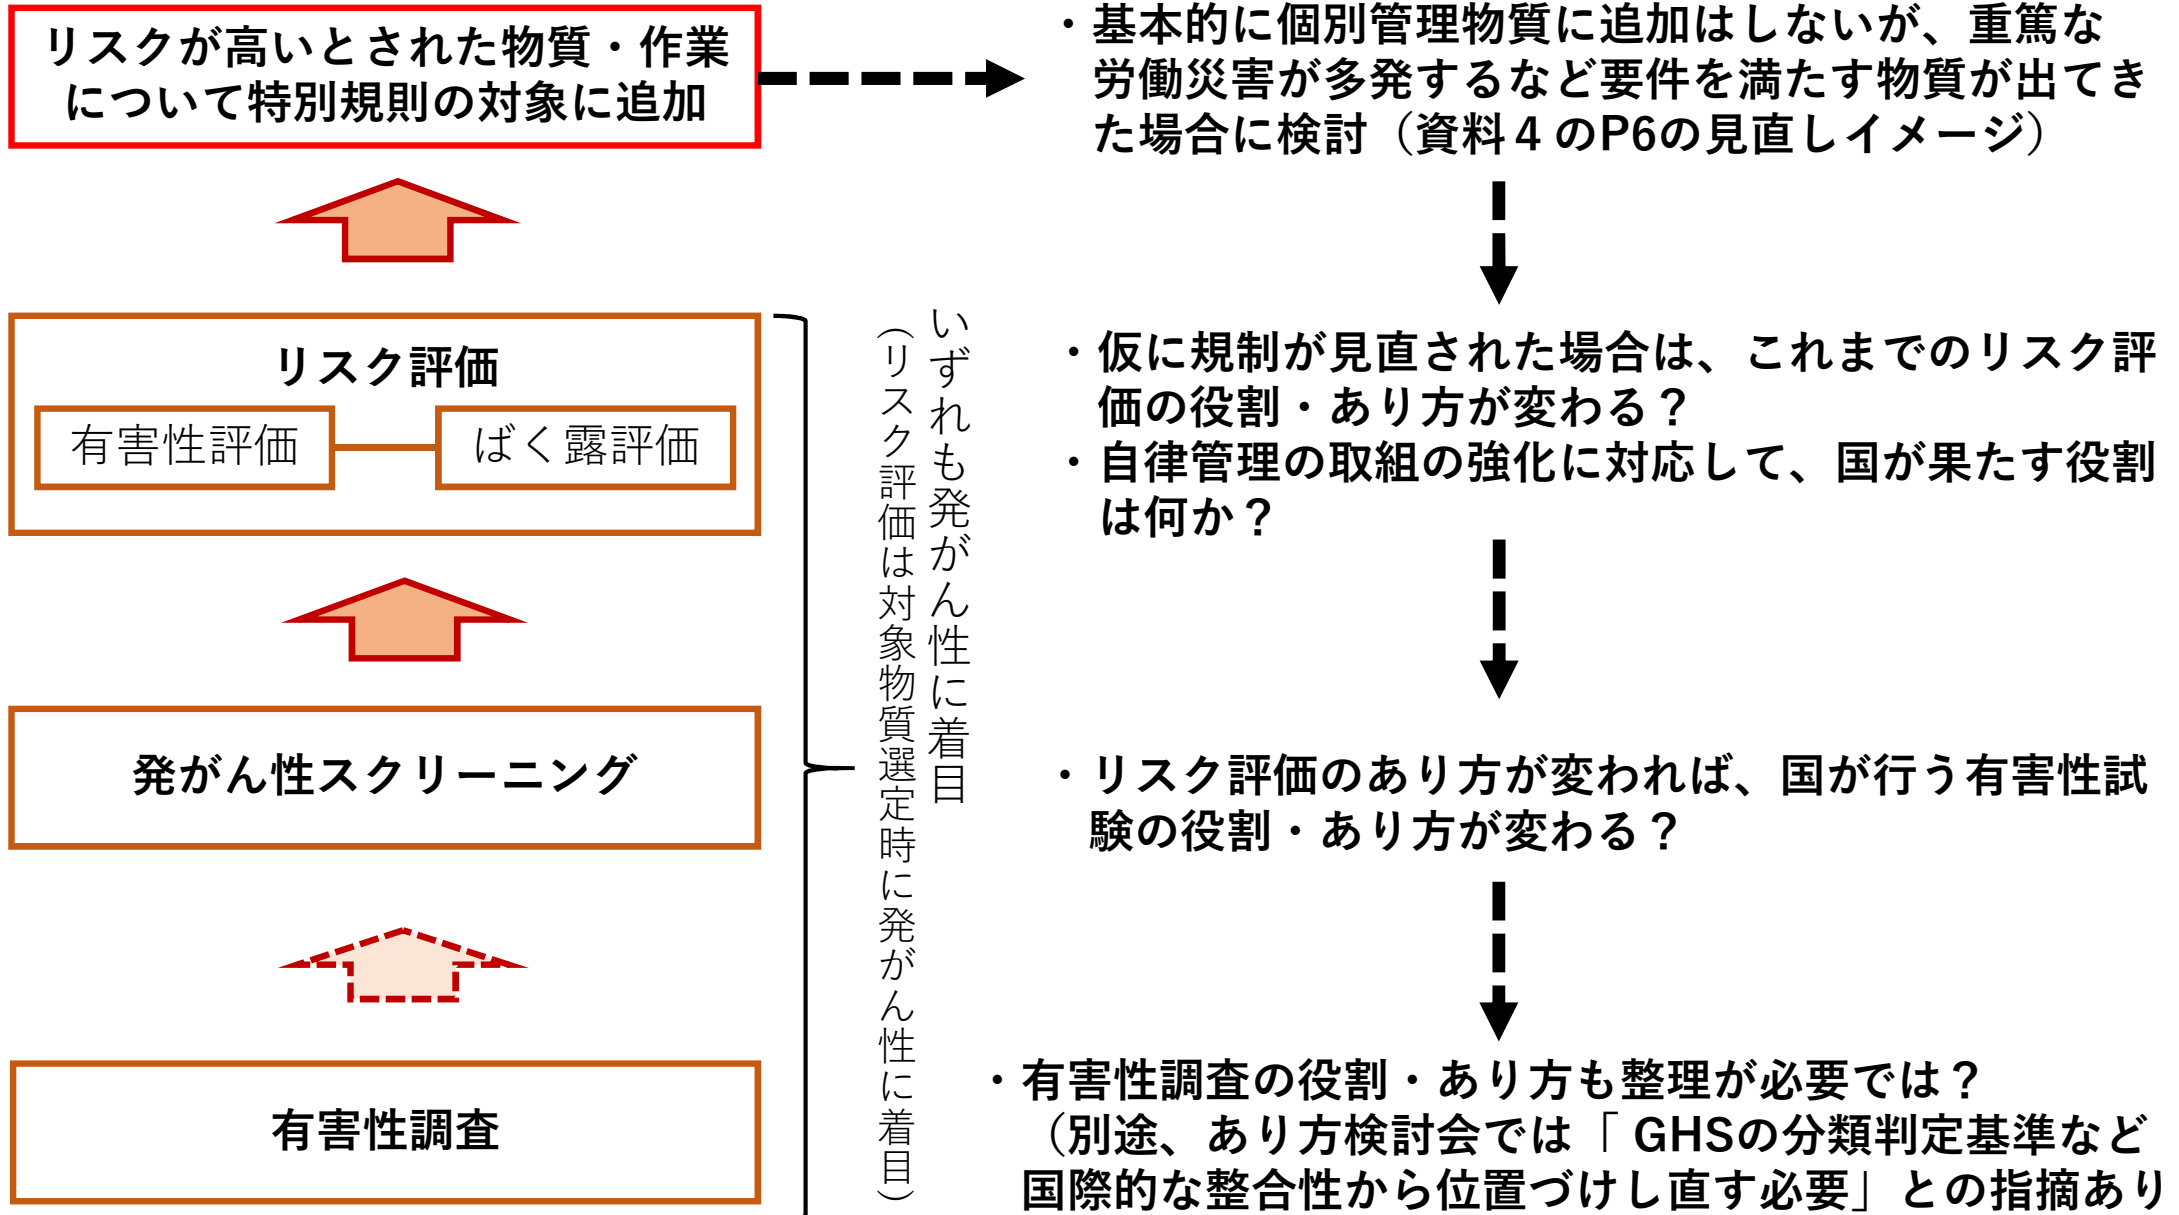 リスクが高いとされた物質・作業
について特別規則の対象に追加
・基本的に個別管理物質に追加はしないが、重篤な
労働災害が多発するなど要件を満たす物質が出てき
た場合に検討（資料４のP6の見直しイメージ）
リスク評価
有害性評価
ばく露評価
いずれも発がん性に着目
（リスク評価は対象物質選定時に発がん性に着目）
・仮に規制が見直された場合は、これまでのリスク評
価の役割・あり方が変わる？
・自律管理の取組の強化に対応して、国が果たす役割
は何か？
発がん性スクリーニング
・リスク評価のあり方が変われば、国が行う有害性試
験の役割・あり方が変わる？
有害性調査
・有害性調査の役割・あり方も整理が必要では？
（別途、あり方検討会では「 GHSの分類判定基準など
国際的な整合性から位置づけし直す必要」との指摘あり